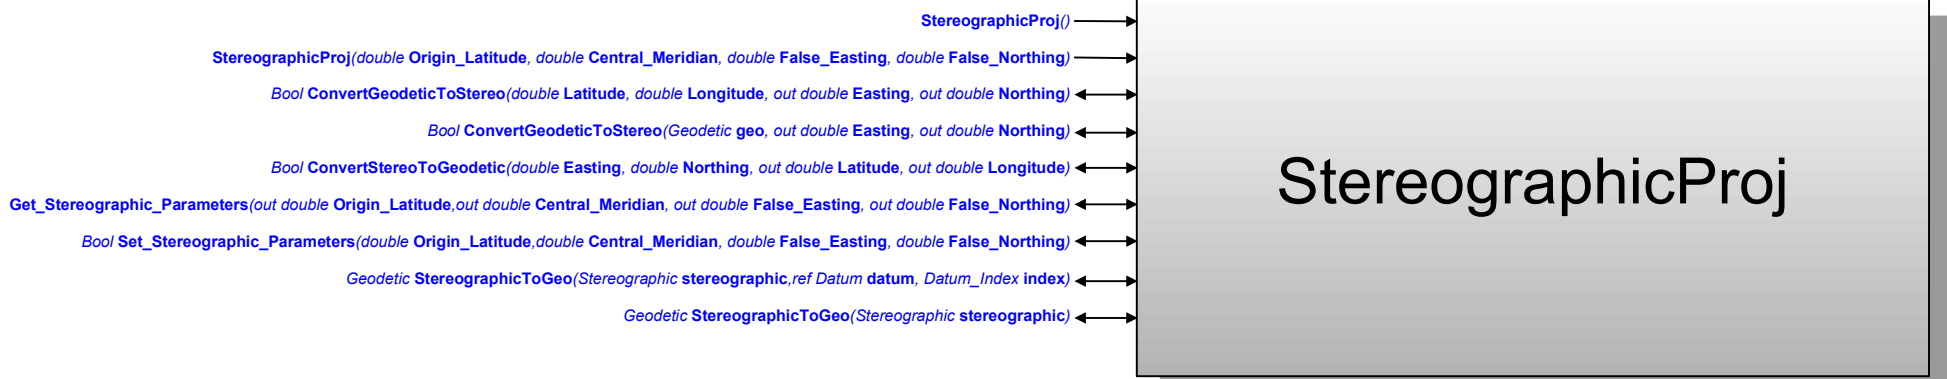 StereographicProj()
StereographicProj(double Origin_Latitude, double Central_Meridian, double False_Easting, double False_Northing)
Bool ConvertGeodeticToStereo(double Latitude, double Longitude, out double Easting, out double Northing)
Bool ConvertGeodeticToStereo(Geodetic geo, out double Easting, out double Northing)
Bool ConvertStereoToGeodetic(double Easting, double Northing, out double Latitude, out double Longitude)
Get_Stereographic_Parameters(out double Origin_Latitude,out double Central_Meridian, out double False_Easting, out double False_Northing)
Bool Set_Stereographic_Parameters(double Origin_Latitude,double Central_Meridian, double False_Easting, double False_Northing)
Geodetic StereographicToGeo(Stereographic stereographic,ref Datum datum, Datum_Index index)
Geodetic StereographicToGeo(Stereographic stereographic)
StereographicProj